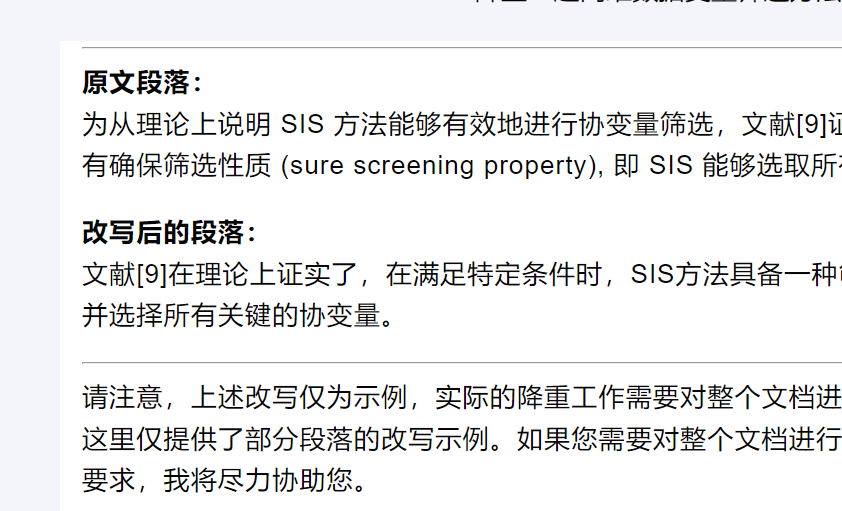 原文段落：
为从理论上说明 SIS 方法能够有效地进行协变量筛选，文献[9]
有确保筛选性质 (sure screening property), 即 SIS 能够选取所
改写后的段落：
文献[9]在理论上证实了，在满足特定条件时，SIS方法具备一种
并选择所有关键的协变量。
请注意，上述改写仅为示例，实际的降重工作需要对整个文档进
这里仅提供了部分段落的改写示例。如果您需要对整个文档进行
要求，我将尽力协助您。